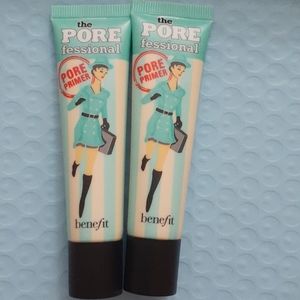 the
PORE
fessional
PORE
PRIMER
benefit
the
PORE
fessional
PORE
PRIMER
benefit